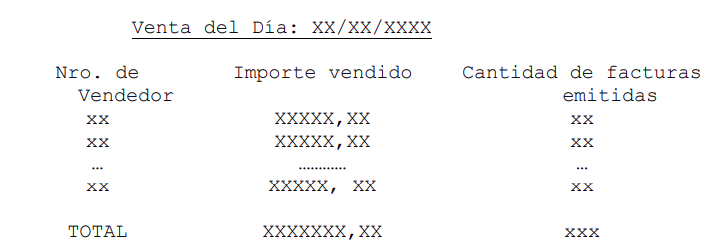 Venta del Día: XX/XX/XXXX
Nro. de Importe vendido Cantidad de facturas
Vendedor emitidas
xx XXXXX,XX xx
xx XXXXX,XX xx
… ………… …
xx XXXXX, XX xx
TOTAL XXXXXXX,XX xxx